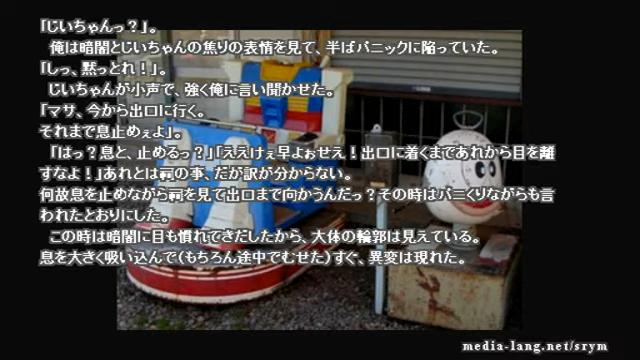 「じいちゃんっ？」。
俺は暗闇とじいちゃんの焦りの表情を見て、半ばパニックに陥っていた。
「しっ、黙っとれ！」。
じいちゃんが小声で、強く俺に言い聞かせた。
「マサ、今から出口に行く。
それまで息止めぇよ」。
「はっ？息と、止めるっ？」「ええけぇ早よぉせえ！出口に着くまであれから目を離
すなよ！」あれとは祠の事、だが訳が分からない。
何故息を止めながら祠を見て出口まで向かうんだっ？その時はパニくりながらも言
われたとおりにした。
この時は暗闇に目も慣れてきだしたから、大体の輪郭は見えている。
息を大きく吸い込んで（もちろん途中でむせた）すぐ、異変は現れた。
media-lang.net/srym